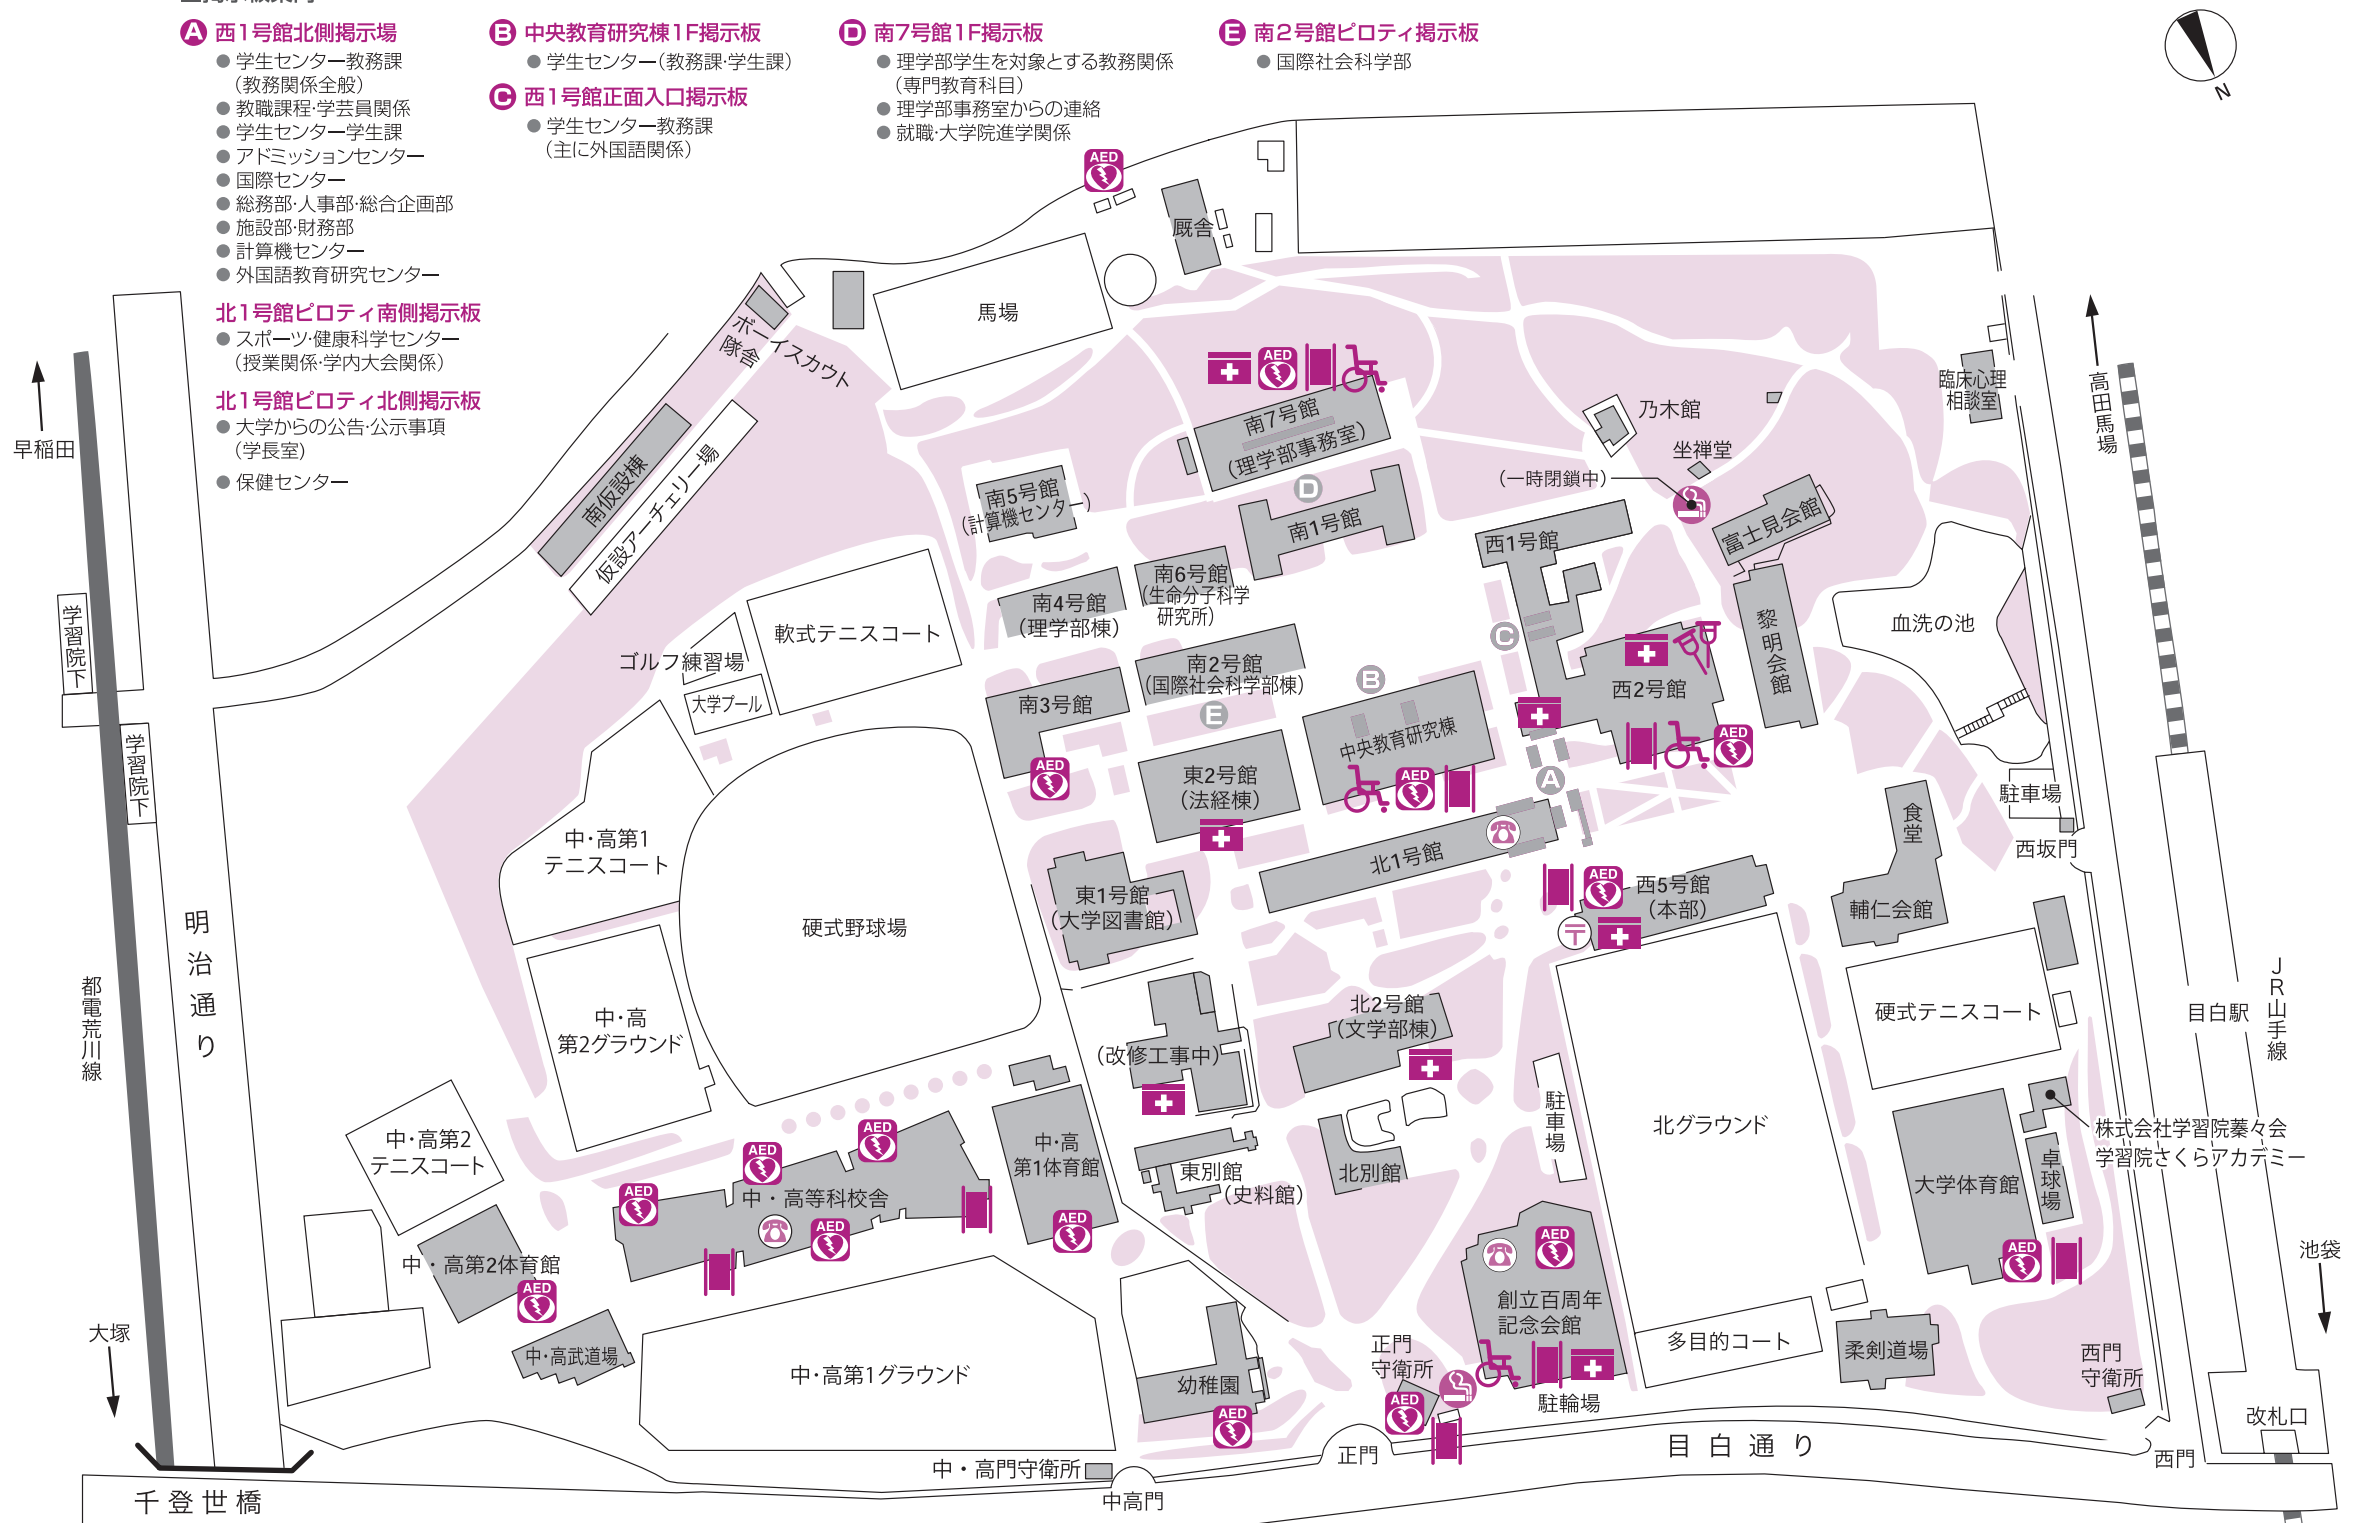 A 西1号館北側掲示場
●学生センター教務課
(教務関係全般)
●教職課程・学芸員関係
●学生センター学生課
●アドミッションセンター
●国際センター
●総務部・人事部・総合企画部
●施設部・財務部
●計算機センター
●外国語教育研究センター
北1号館ピロティ南側掲示板
●スポーツ・健康科学センター
(授業関係・学内大会関係)
北1号館ピロティ北側掲示板
●大学からの公告・公示事項
(学長室)
●保健センター
B 中央教育研究棟1F掲示板
●学生センター(教務課・学生課)
C 西1号館正面入口掲示板
●学生センター教務課
(主に外国語関係)
D 南7号館1F掲示板
●理学部学生を対象とする教務関係
(専門教育科目)
●理学部事務室からの連絡
●就職・大学院進学関係
E 南2号館ピロティ掲示板
●国際社会科学部
N
AED
厩舎
馬場
ボーイスカウト
隊舎
AED
南7号館
(理学部事務室)
D
臨床心理
相談室
高田馬場
乃木館
坐禅堂
(一時閉鎖中)
早稲田
南仮設棟
仮設アーチェリー場
南5号館
(計算機センター)
南1号館
西1号館
富士見会館
南6号館
(生命分子科学
研究所)
南4号館
(理学部棟)
学習院下
軟式テニスコート
ゴルフ練習場
大学プール
C
黎明会館
血洗の池
南2号館
(国際社会科学部棟)
E
B
西2号館
南3号館
AED
学習院下
中央教育研究棟
AED
AED
A
東2号館
(法経棟)
駐車場
西坂門
食堂
輔仁会館
中・高第1
テニスコート
北1号館
AED
西5号館
(本部)
〒
東1号館
(大学図書館)
硬式野球場
明治通り
都電荒川線
中・高
第2グラウンド
北2号館
(文学部棟)
(改修工事中)
硬式テニスコート
目白駅
JR山手線
駐車場
北グラウンド
株式会社学習院蓁々会
学習院さくらアカデミー
卓球場
大学体育館
AED
中・高第2
テニスコート
中・高
第1体育館
AED
東別館
(史料館)
北別館
AED
AED
AED
中・高等科校舎
AED
中・高第2体育館
AED
中・高武道場
大塚
池袋
AED
創立百周年
記念会館
多目的コート
柔剣道場
中・高第1グラウンド
幼稚園
AED
正門
守衛所
AED
駐輪場
西門
守衛所
改札口
目白通り
正門
西門
中・高門守衛所
中高門
千登世橋